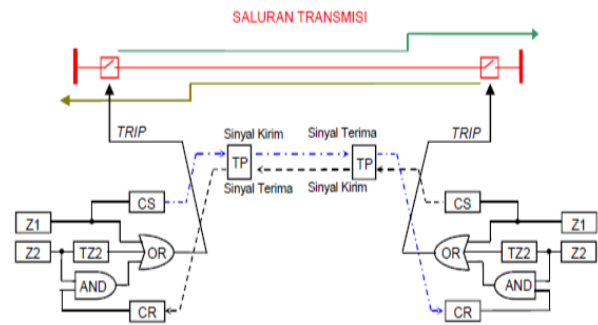 SALURAN TRANSMISI
TRIP
Sinyal Kirim
Sinyal Terima
TRIP
TP
TP
Sinyal Terima
Sinyal Kirim
CS
CS
Z1
Z1
Z2
TZ2
OR
OR
TZ2
Z2
AND
AND
CR
CR